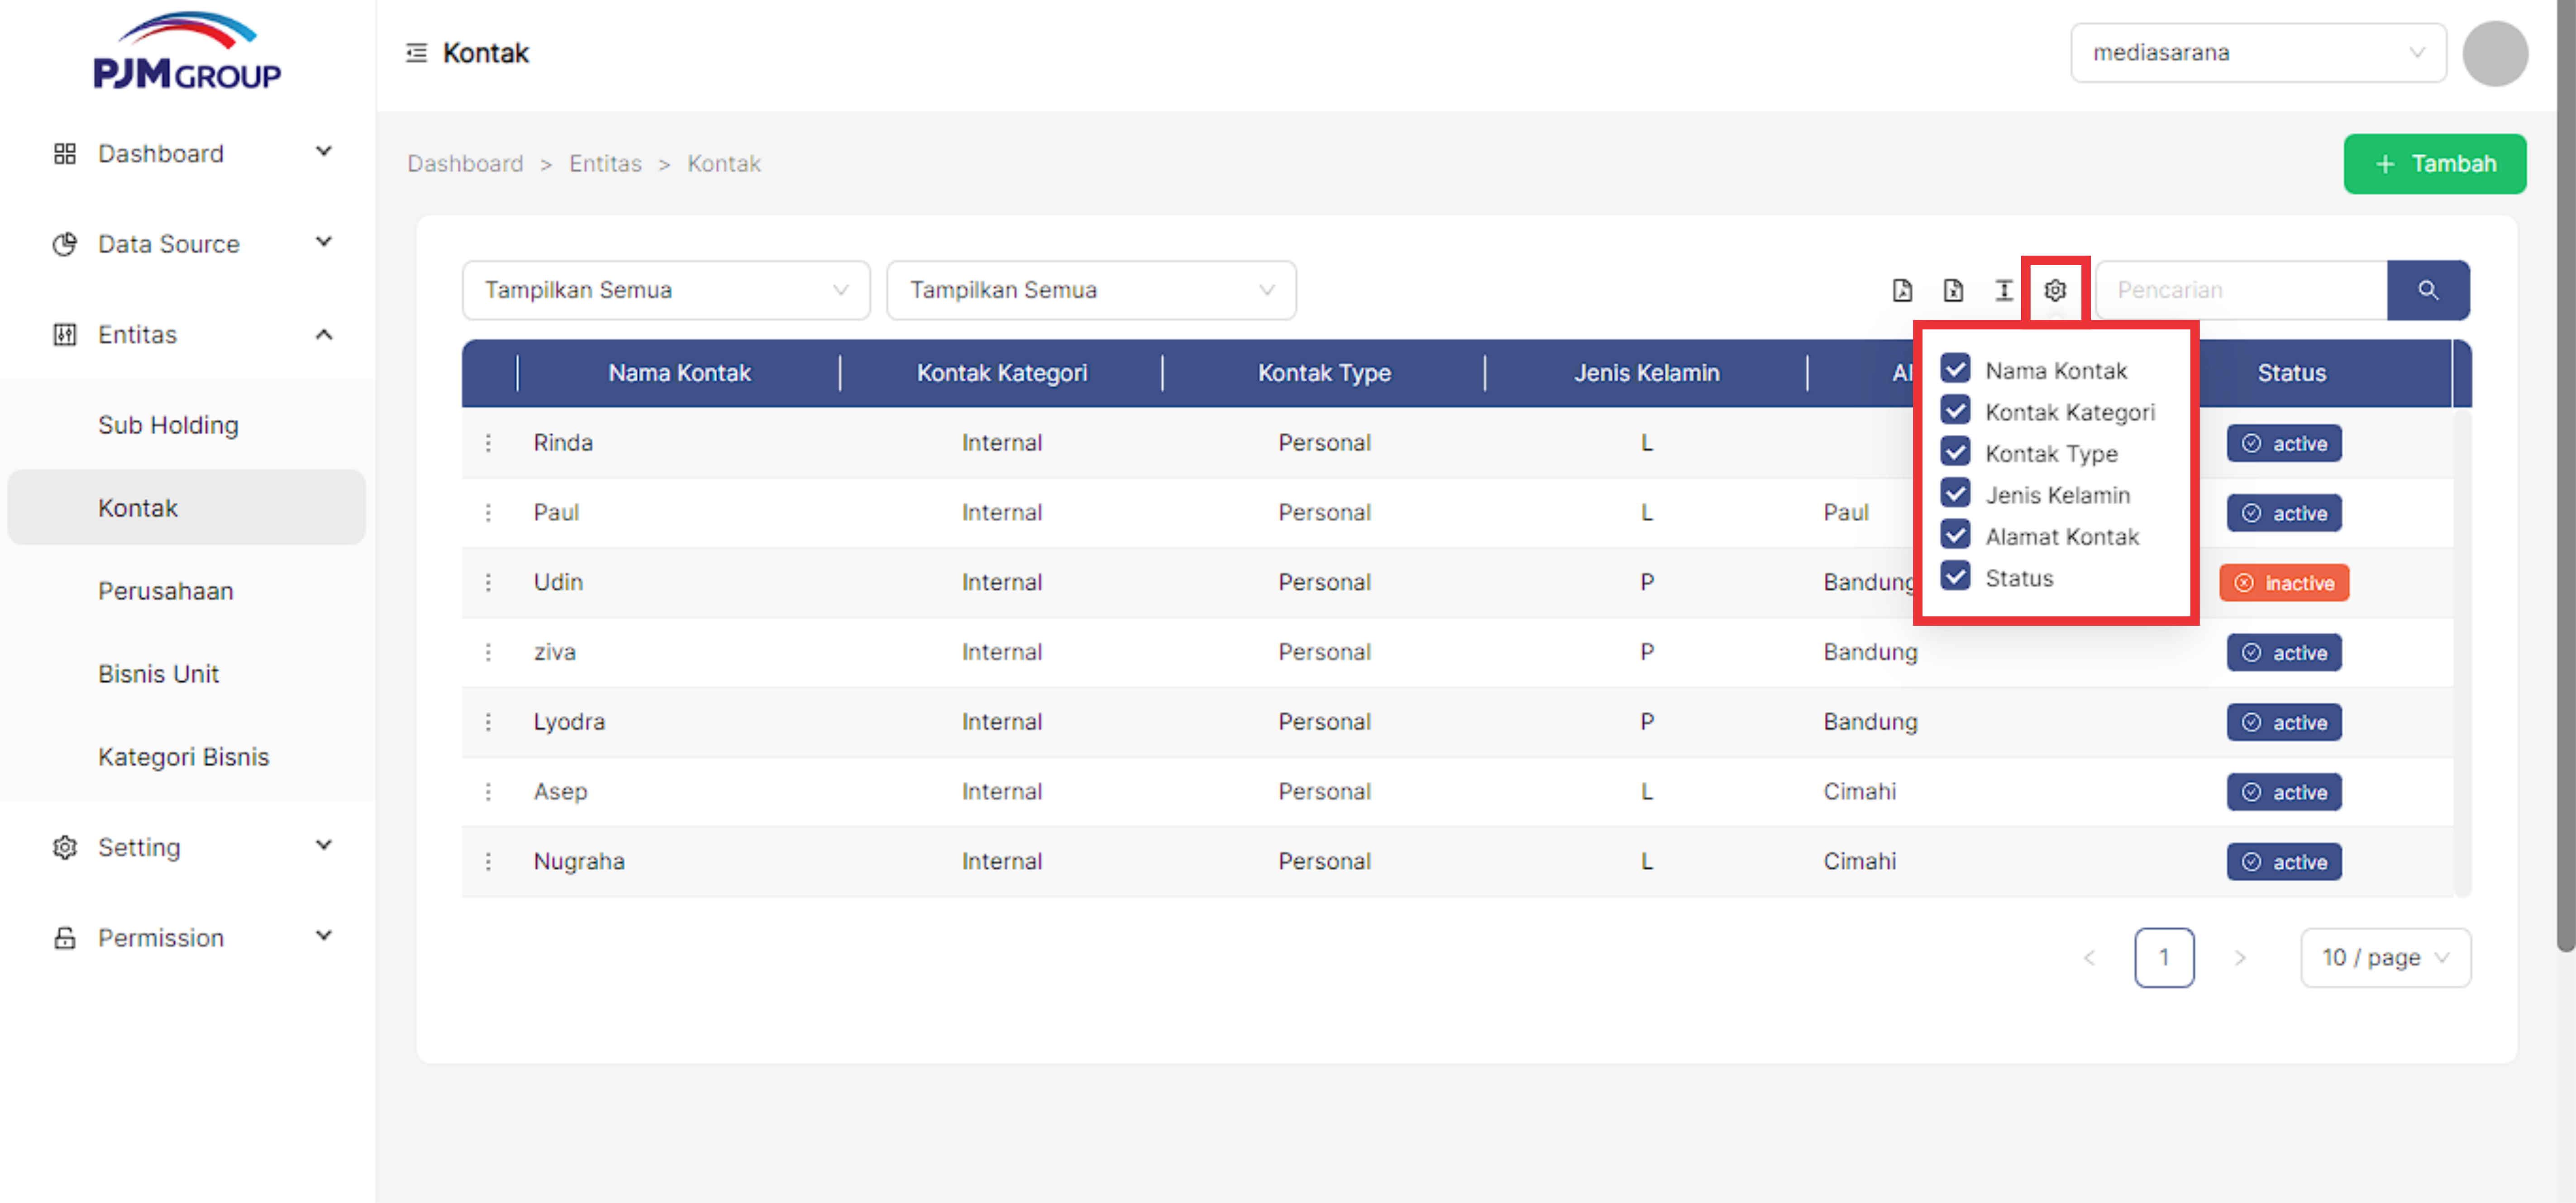 PJM GROUP
Kontak
mediasarana
Dashboard
Data Source
Entitas
Sub Holding
Kontak
Perusahaan
Bisnis Unit
Kategori Bisnis
Setting
Permission
Dashboard > Entitas > Kontak
+ Tambah
Tampilkan Semua
Tampilkan Semua
Pencarian
Nama Kontak
Kontak Kategori
Kontak Type
Jenis Kelamin
Alamat Kontak
Status
Nama Kontak Kontak Kategori Kontak Type Jenis Kelamin Al Status
Rinda Internal Personal L active
Paul Internal Personal L Paul active
Udin Internal Personal P Bandung inactive
ziva Internal Personal P Bandung active
Lyodra Internal Personal P Bandung active
Asep Internal Personal L Cimahi active
Nugraha Internal Personal L Cimahi active
< 1 > 10 / page